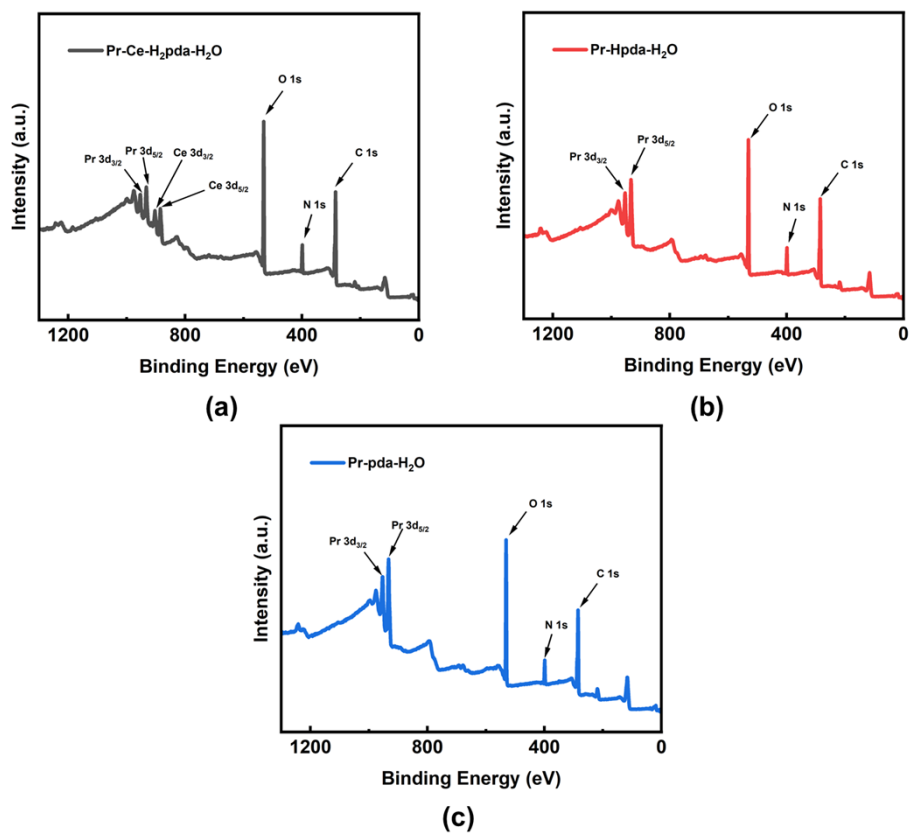 Pr-Ce-H₂pda-H₂O
O 1s
Pr 3d₅/₂
Pr 3d₃/₂
Ce 3d₃/₂
Ce 3d₅/₂
C 1s
N 1s
Intensity (a.u.)
1200 800 400 0
Binding Energy (eV)
(a)
Pr-Hpda-H₂O
O 1s
Pr 3d₅/₂
Pr 3d₃/₂
C 1s
N 1s
Intensity (a.u.)
1200 800 400 0
Binding Energy (eV)
(b)
Pr-pda-H₂O
O 1s
Pr 3d₅/₂
Pr 3d₃/₂
C 1s
N 1s
Intensity (a.u.)
1200 800 400 0
Binding Energy (eV)
(c)